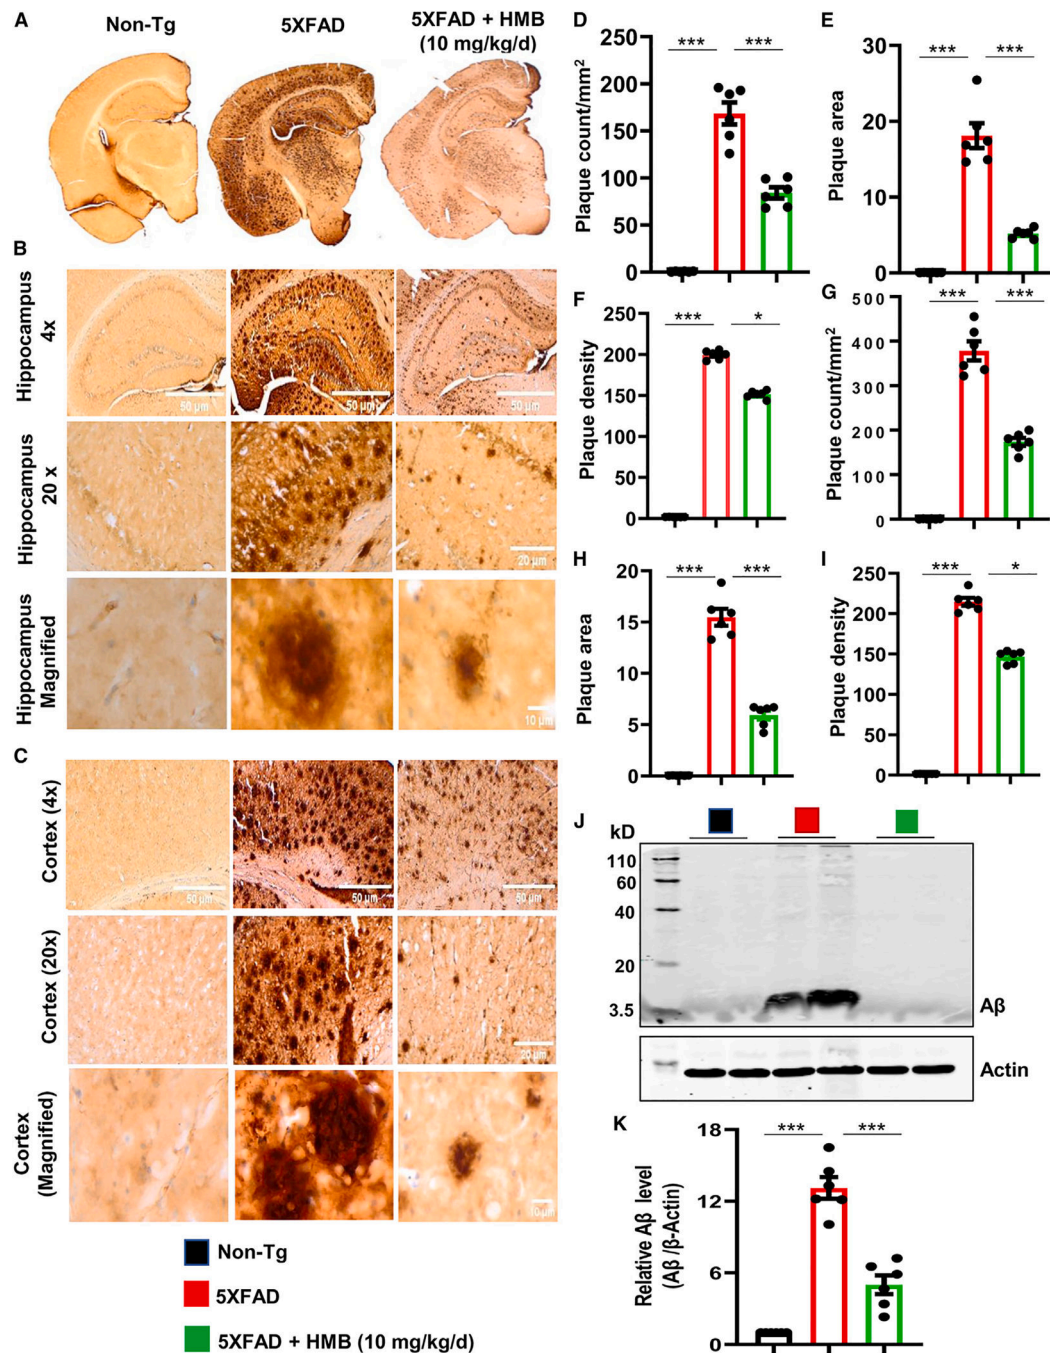 A
Non-Tg
5XFAD
5XFAD + HMB
(10 mg/kg/d)
B
Hippocampus
4x
50 µm
50 µm
50 µm
Hippocampus
20 x
20 µm
Hippocampus
Magnified
10 µm
C
Cortex (4x)
50 µm
50 µm
50 µm
Cortex (20x)
20 µm
Cortex
(Magnified)
10 µm
Non-Tg
5XFAD
5XFAD + HMB (10 mg/kg/d)
D
Plaque count/mm²
250
200
150
100
50
0
*** ***
E
Plaque area
30
20
10
0
*** ***
F
Plaque density
250
200
150
100
50
0
*** *
G
Plaque count/mm²
500
400
300
200
100
0
*** ***
H
Plaque area
20
15
10
5
0
*** ***
I
Plaque density
250
200
150
100
50
0
*** *
J
kD
110
60
40
20
3.5
Aβ
Actin
K
Relative Aβ level
(Aβ /β-Actin)
18
12
6
0
*** ***